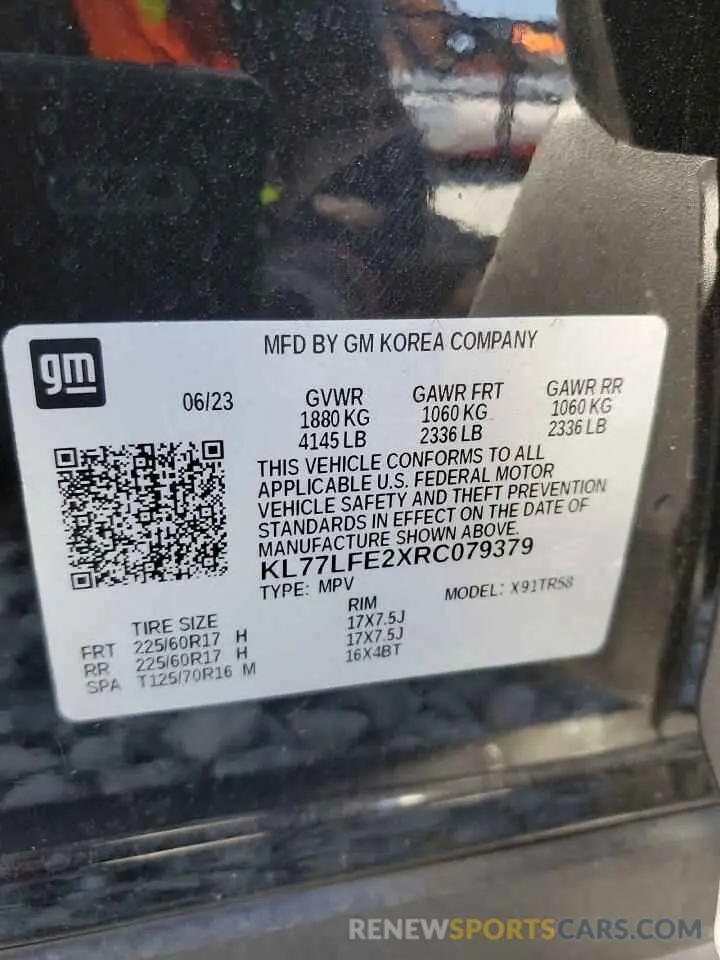 gm
MFD BY GM KOREA COMPANY
06/23
GVWR
1880 KG
4145 LB
GAWR FRT
1060 KG
2336 LB
GAWR RR
1060 KG
2336 LB
THIS VEHICLE CONFORMS TO ALL
APPLICABLE U.S. FEDERAL MOTOR
VEHICLE SAFETY AND THEFT PREVENTION
STANDARDS IN EFFECT ON THE DATE OF
MANUFACTURE SHOWN ABOVE.
KL77LFE2XRC079379
TYPE: MPV
MODEL: X91TR58
TIRE SIZE
RIM
FRT 225/60R17 H 17X7.5J
RR 225/60R17 H 17X7.5J
SPA T125/70R16 M 16X4BT
RENEWSPORTSCARS.COM